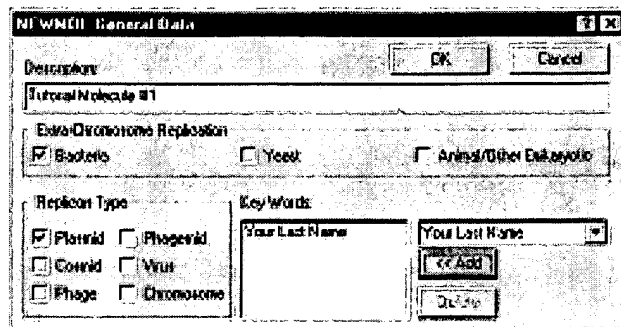 NEWMOL General Data
OK Cancel
Description:
Tutorial Molecule #1
Extra-Chromosome Replication
Bacteria Yeast Animal/Other Eukaryotic
Replicon Type Key Words:
Plasmid Phagemid Your Last Name Your Last Name
Cosmid Virus << Add
Phage Chromosome Delete